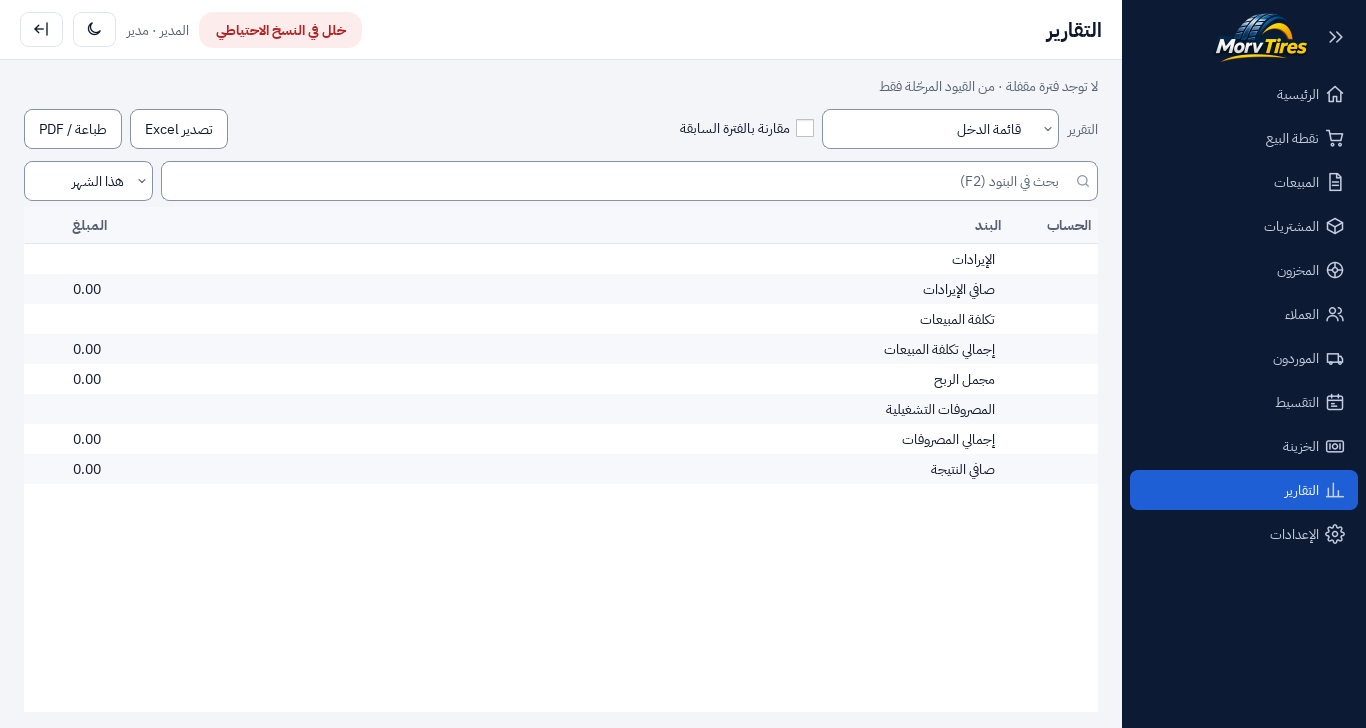 Morv Tires
الرئيسية
نقطة البيع
المبيعات
المشتريات
المخزون
العملاء
الموردون
التقسيط
الخزينة
التقارير
الإعدادات
التقارير
خلل في النسخ الاحتياطي
المدير · مدير
لا توجد فترة مقفلة · من القيود المرحّلة فقط
التقرير
قائمة الدخل
مقارنة بالفترة السابقة
تصدير Excel
طباعة / PDF
بحث في البنود (F2)
هذا الشهر
الحساب البند المبلغ
الإيرادات
صافي الإيرادات 0.00
تكلفة المبيعات
إجمالي تكلفة المبيعات 0.00
مجمل الربح 0.00
المصروفات التشغيلية
إجمالي المصروفات 0.00
صافي النتيجة 0.00